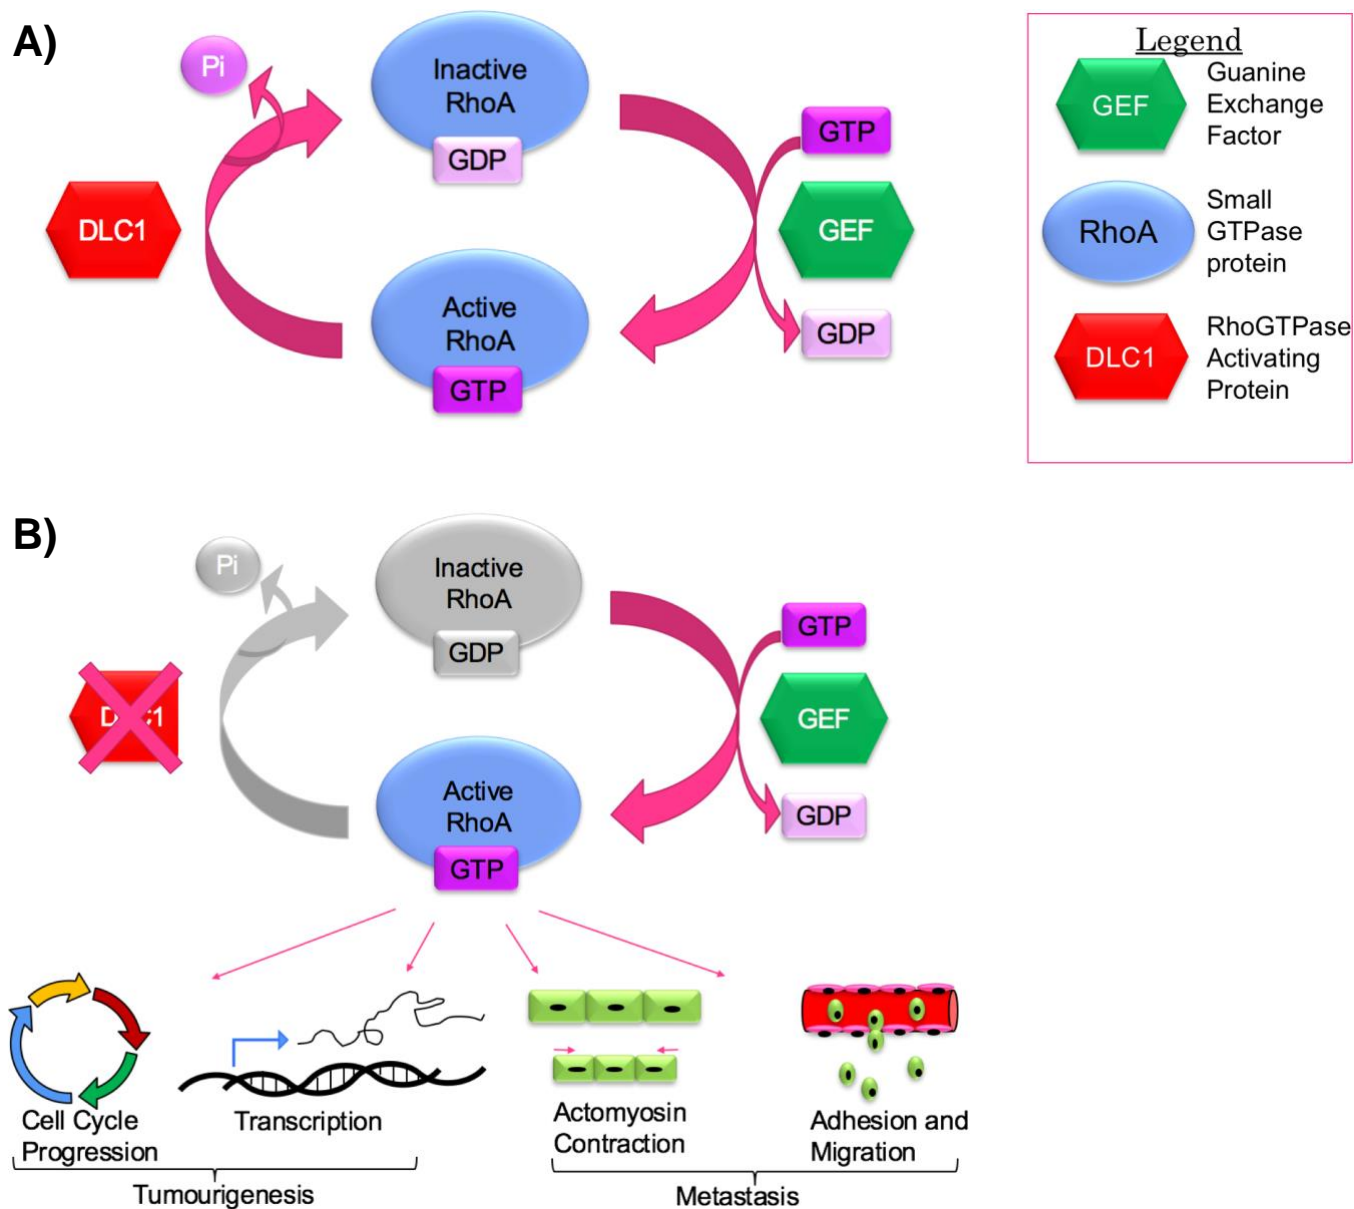 A)
Pi
Inactive
RhoA
GDP
GTP
DLC1
GEF
Active
RhoA
GTP
GDP
Legend
GEF
Guanine
Exchange
Factor
RhoA
Small
GTPase
protein
DLC1
RhoGTPase
Activating
Protein
B)
Pi
Inactive
RhoA
GDP
GTP
DLC1
GEF
Active
RhoA
GTP
GDP
Cell Cycle
Progression
Transcription
Actomyosin
Contraction
Adhesion and
Migration
Tumourigenesis
Metastasis